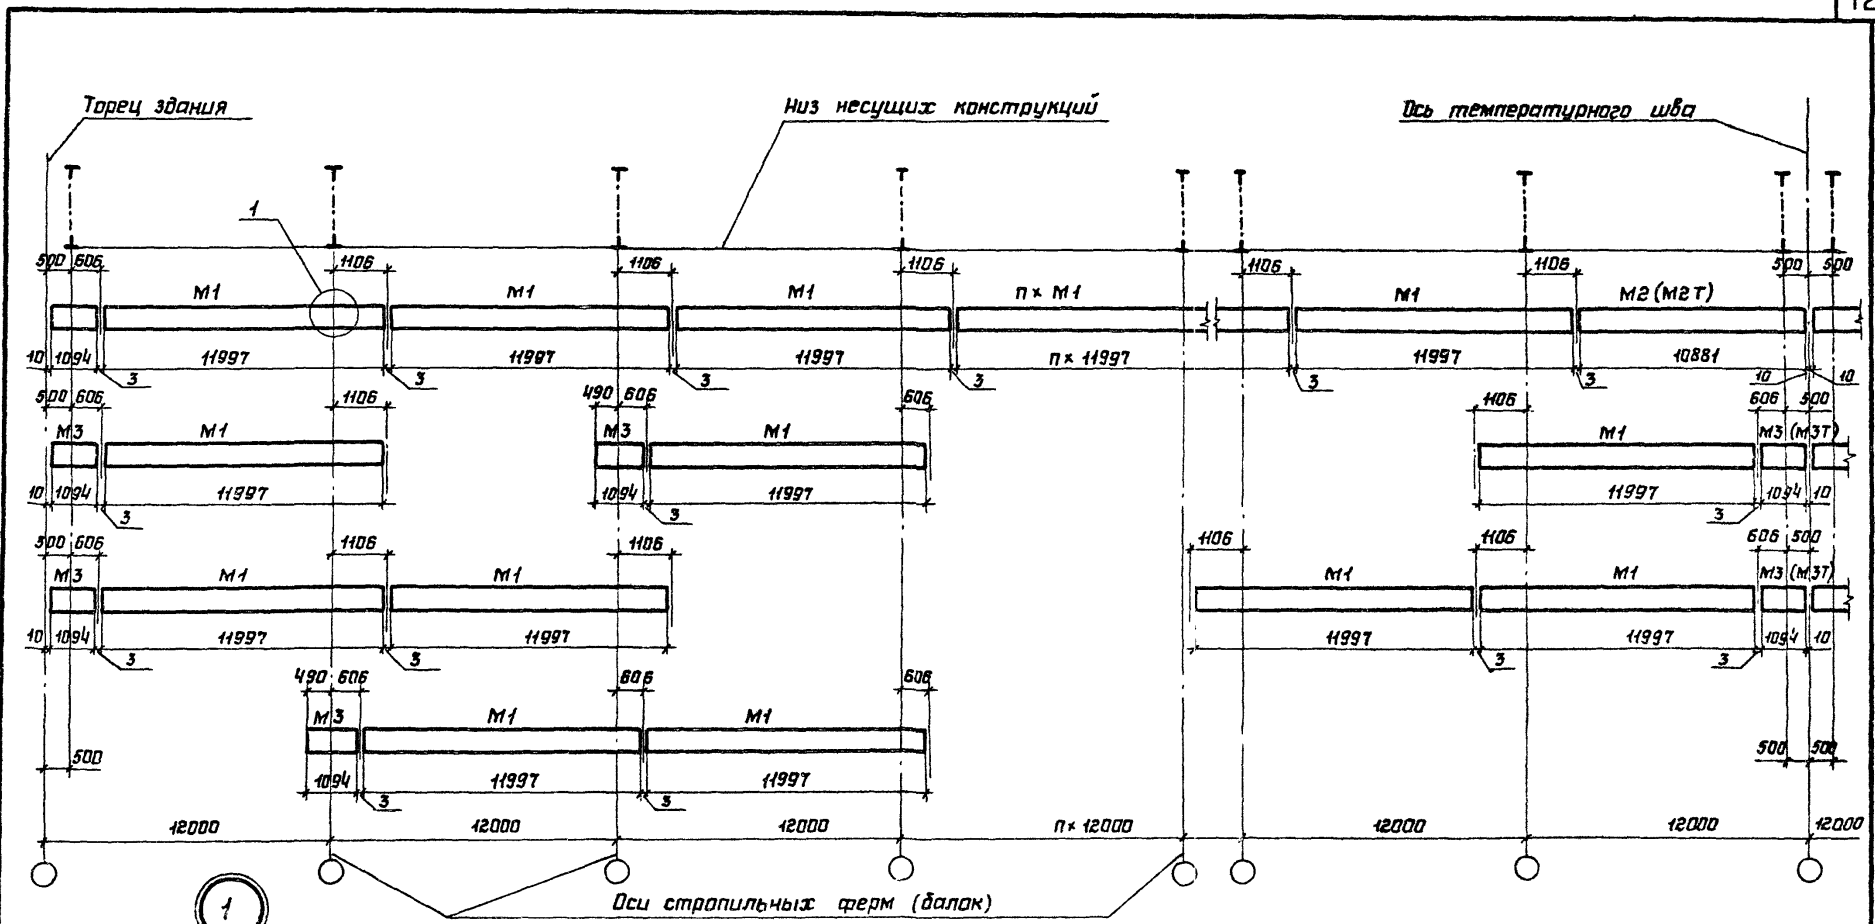 12
Торец здания
Низ несущих конструкций
Ось температурного шва
1
500 606 1106 1106 1106 1106 1106 500 500
М1 М1 М1 п× М1 М1 М2 (М2Т)
10 1094 11997 11997 11997 п× 11997 11997 10881
3 3 3 3 3 3 10 10
500 606 1106 490 606 606 1106 606 500
М3 М1 М3 М1 М1 М3 (М3Т)
10 1094 11997 1094 11997 11997 1094 10
3 3 3
500 606 1106 1106 1106 1106 606 500
М3 М1 М1 М1 М1 М3 (М3Т)
10 1094 11997 11997 11997 11997 1094 10
3 3 3 3
490 606 606 606
М3 М1 М1
500 500 500
1094 11997 11997
3 3
12000 12000 12000 п× 12000 12000 12000 12000
1
Оси стропильных ферм (балок)